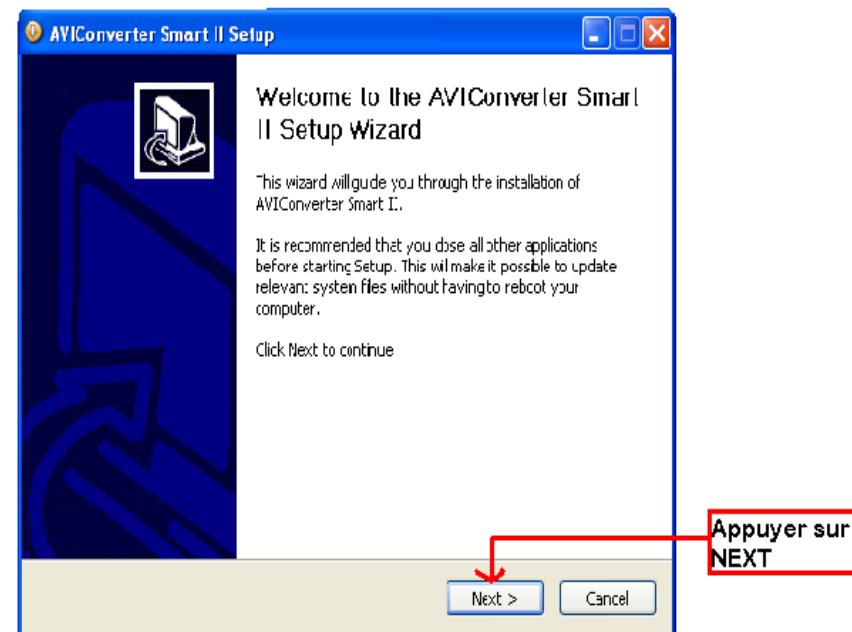 AVIConverter Smart II Setup
Welcome to the AVIConverter Smart
II Setup Wizard
This wizard will guide you through the installation of
AVIConverter Smart II.
It is recommended that you close all other applications
before starting Setup. This will make it possible to update
relevant system files without having to reboot your
computer.
Click Next to continue
Appuyer sur
NEXT
Next >
Cancel